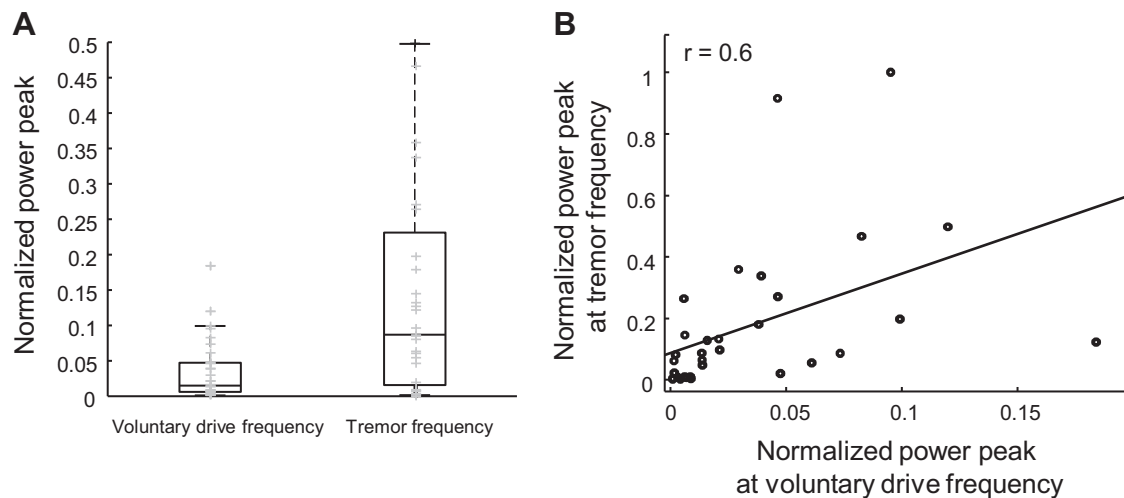 A
Normalized power peak
0.5
0.45
0.4
0.35
0.3
0.25
0.2
0.15
0.1
0.05
0
Voluntary drive frequency
Tremor frequency
B
r = 0.6
Normalized power peak
at tremor frequency
1
0.8
0.6
0.4
0.2
0
0
0.05
0.1
0.15
Normalized power peak
at voluntary drive frequency